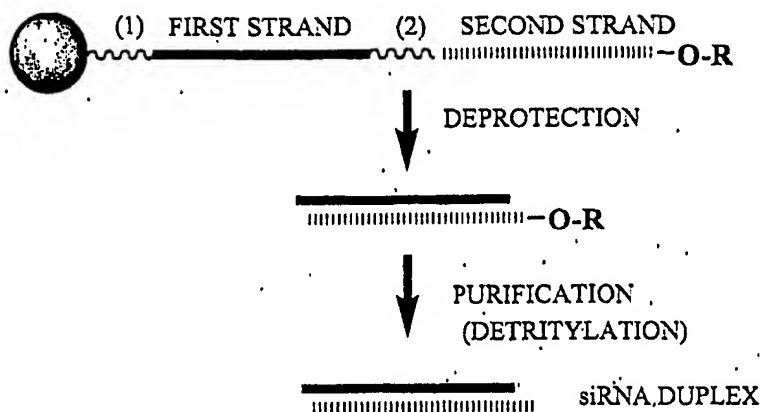 (1) FIRST STRAND (2) SECOND STRAND
-O-R
DEPROTECTION
-O-R
PURIFICATION
(DETRITYLATION)
siRNA DUPLEX